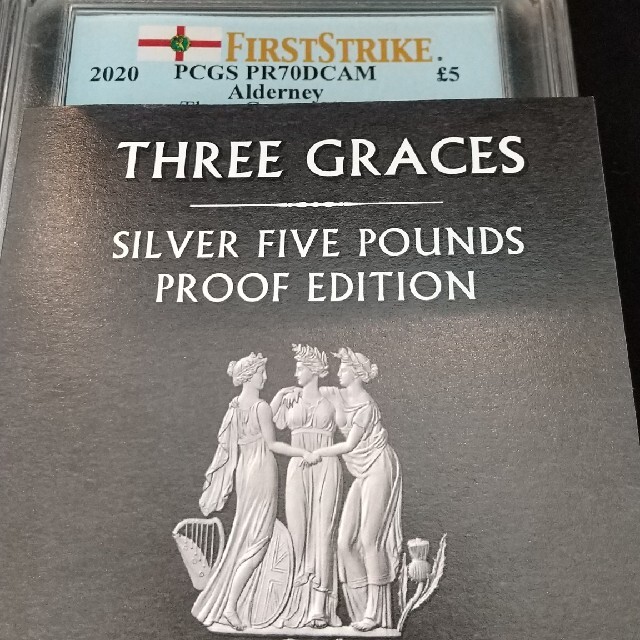 FIRSTSTRIKE®
2020 PCGS PR70DCAM £5
Alderney
THREE GRACES
SILVER FIVE POUNDS
PROOF EDITION